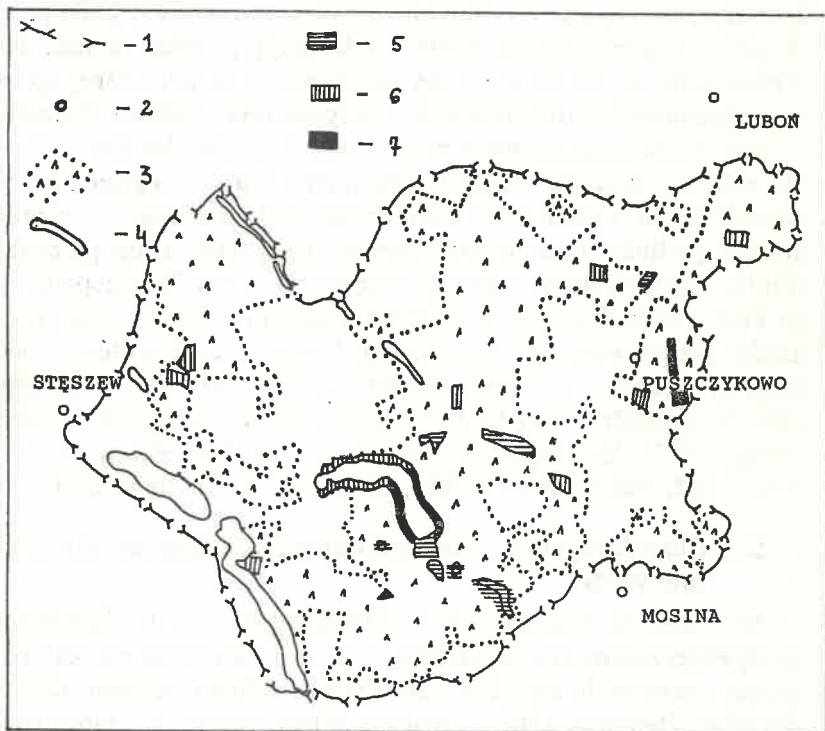 - 1
- 2
- 3
- 4
- 5
- 6
- 7
LUBOŃ
STĘSZEW
PUSZCZYKOWO
MOSINA